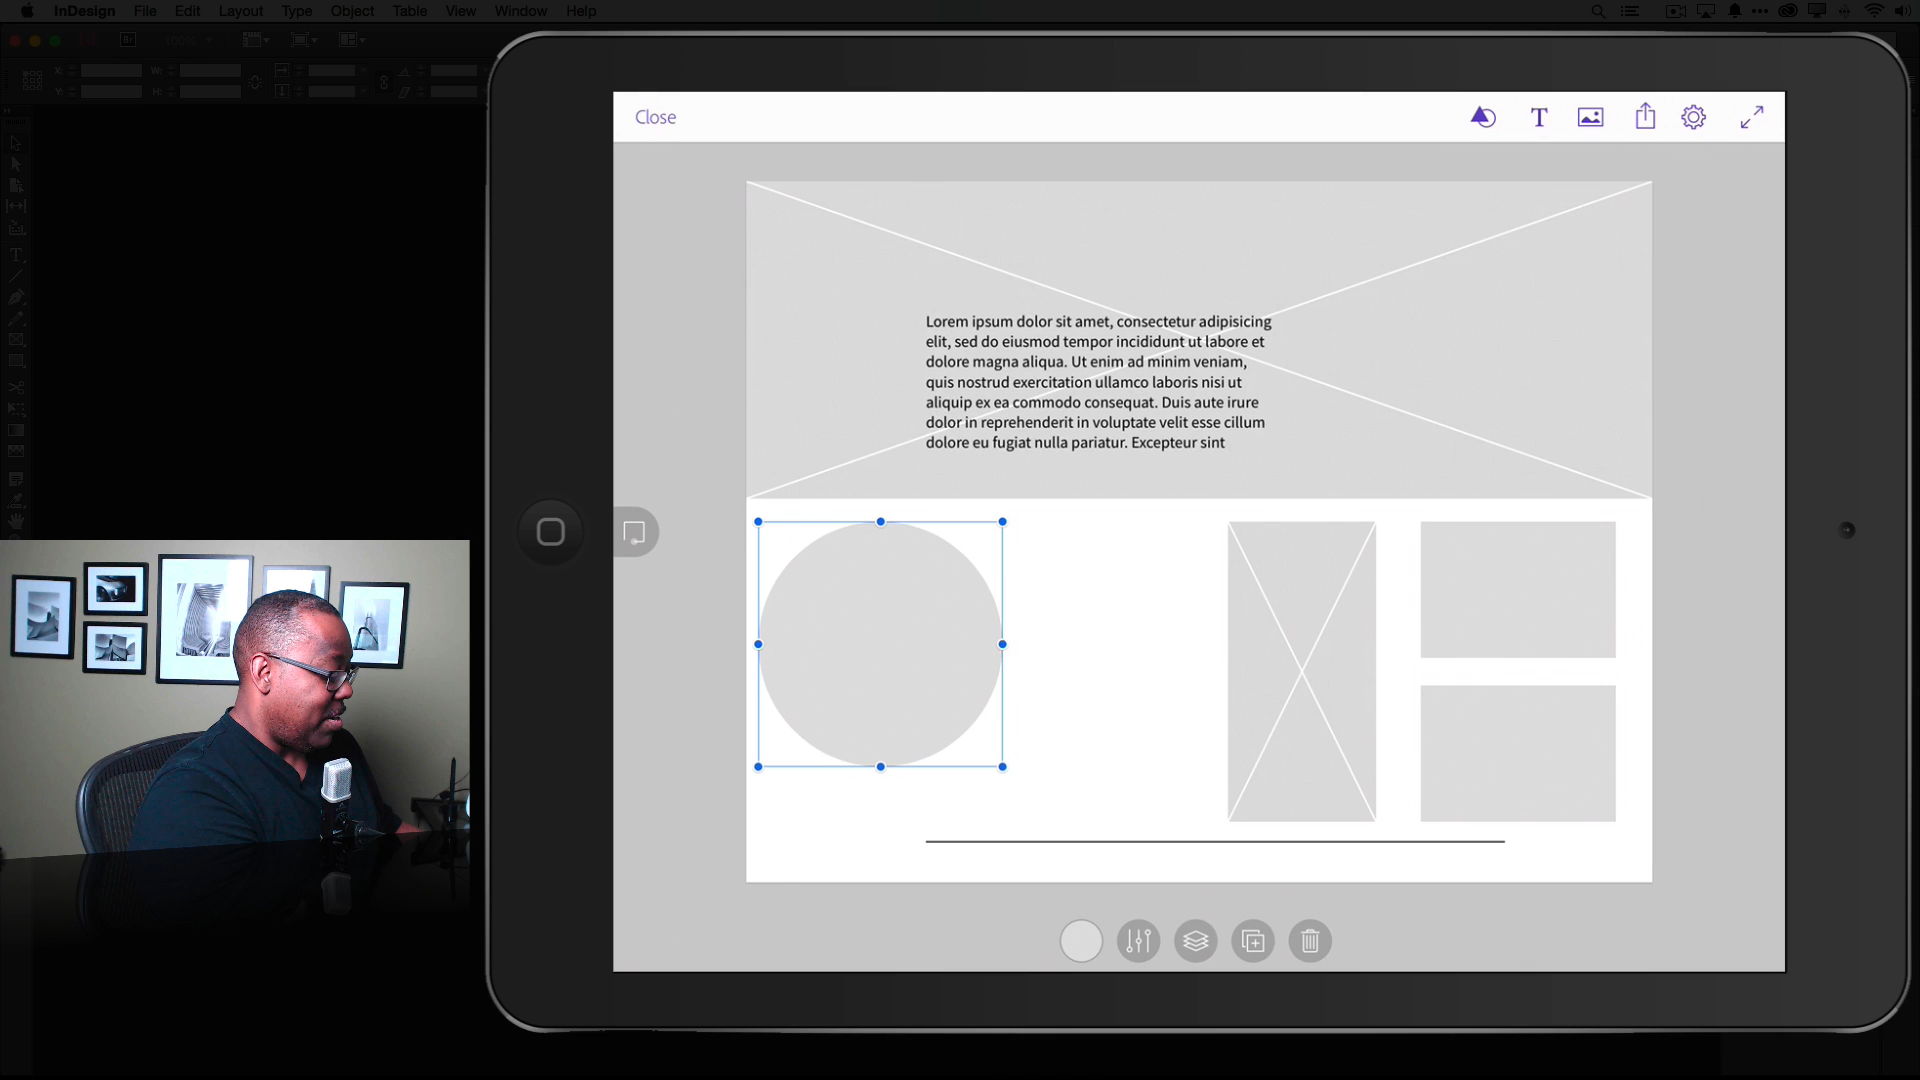 InDesign File Edit Layout Type Object Table View Window Help
Br 100%
X: W:
Y: H:
Close
T
Lorem ipsum dolor sit amet, consectetur adipisicing
elit, sed do eiusmod tempor incididunt ut labore et
dolore magna aliqua. Ut enim ad minim veniam,
quis nostrud exercitation ullamco laboris nisi ut
aliquip ex ea commodo consequat. Duis aute irure
dolor in reprehenderit in voluptate velit esse cillum
dolore eu fugiat nulla pariatur. Excepteur sint